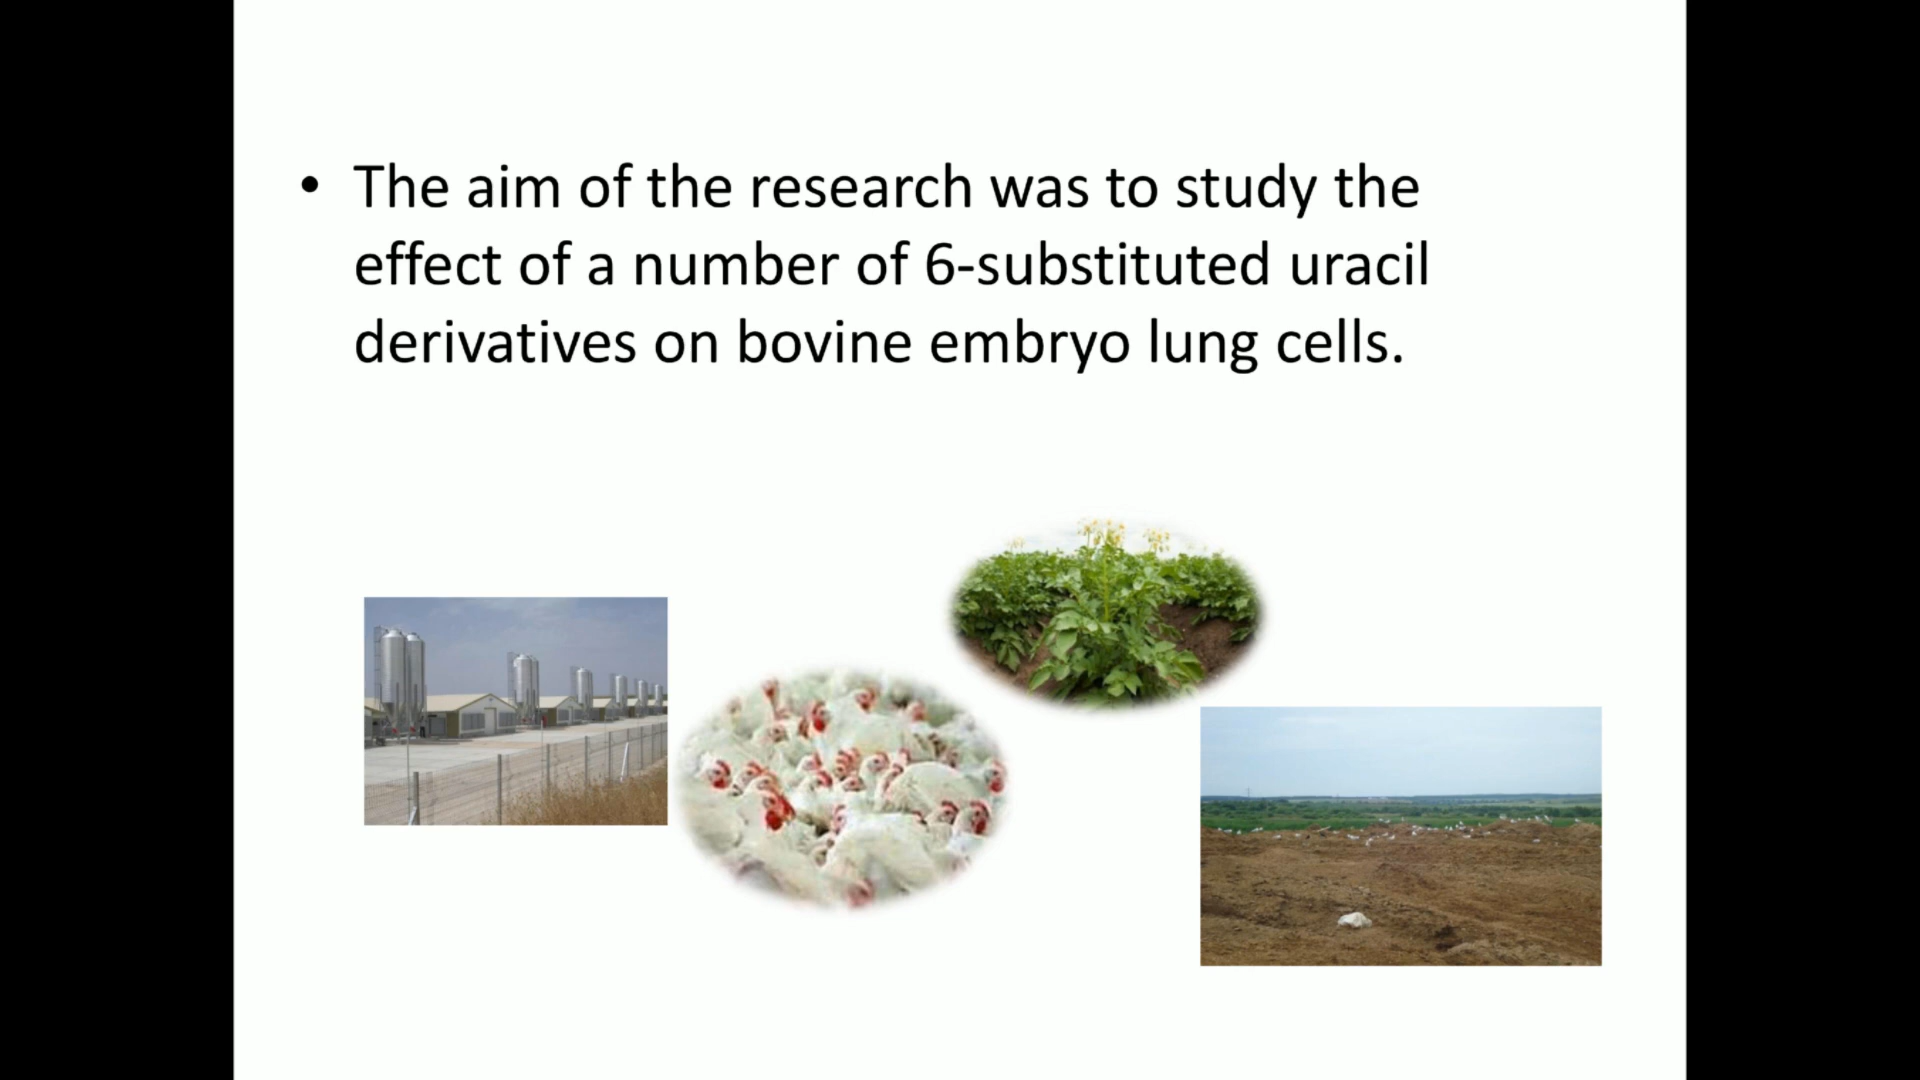 • The aim of the research was to study the
effect of a number of 6-substituted uracil
derivatives on bovine embryo lung cells.